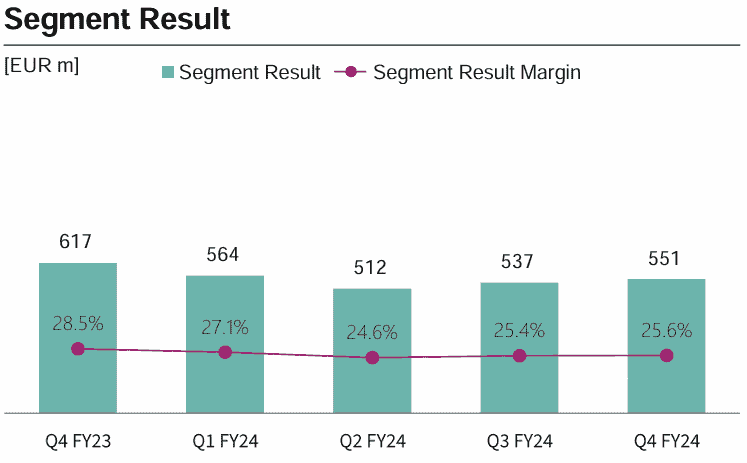 Segment Result
[EUR m]
Segment Result Segment Result Margin
617 564 512 537 551
28.5% 27.1% 24.6% 25.4% 25.6%
Q4 FY23 Q1 FY24 Q2 FY24 Q3 FY24 Q4 FY24